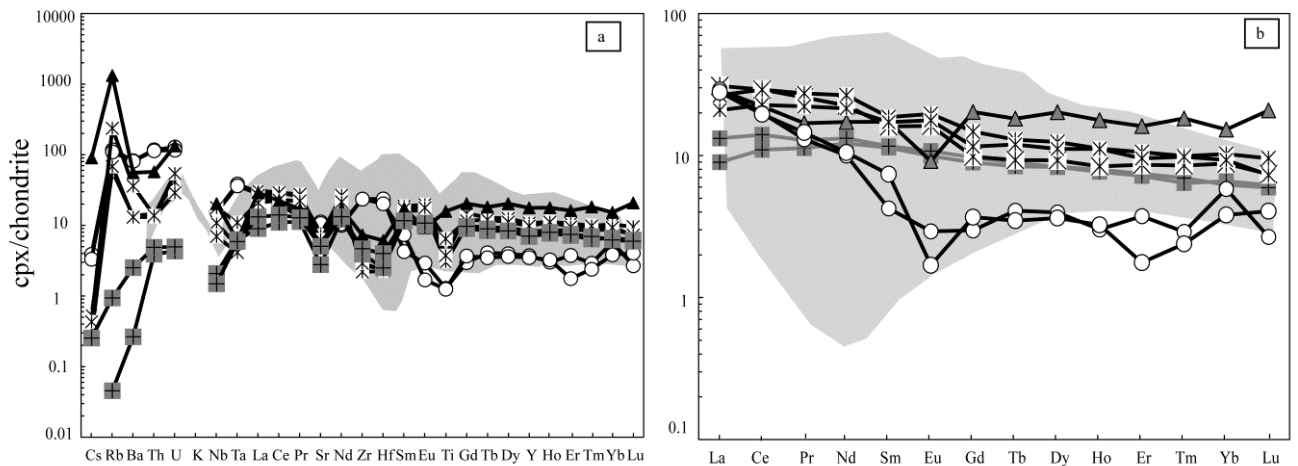 10000
1000
100
10
1
0.1
0.01
cpx/chondrite
a
Cs Rb Ba Th U K Nb Ta La Ce Pr Sr Nd Zr Hf Sm Eu Ti Gd Tb Dy Y Ho Er Tm Yb Lu
100
10
1
0.1
b
La Ce Pr Nd Sm Eu Gd Tb Dy Ho Er Tm Yb Lu